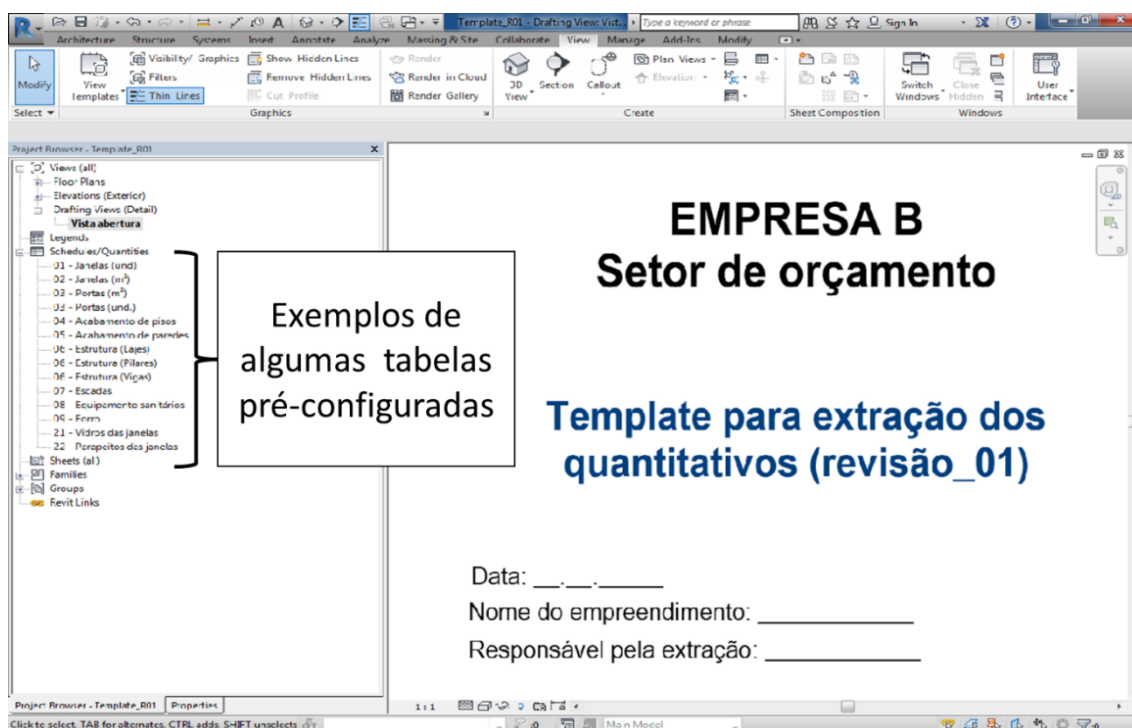 Template_R01 - Drafting View: Vist...
Type a keyword or phrase
Sign In
Architecture Structure Systems Insert Annotate Analyze Massing & Site Collaborate View Manage Add-Ins Modify
Modify
View
Templates
Visibility/ Graphics
Filters
Thin Lines
Show Hidden Lines
Remove Hidden Lines
Cut Profile
Render
Render in Cloud
Render Gallery
3D
View
Section
Callout
Plan Views
Elevation
Switch
Windows
Close
Hidden
User
Interface
Select
Graphics
Create
Sheet Composition
Windows
Project Browser - Template_R01
Views (all)
Floor Plans
Elevations (Exterior)
Drafting Views (Detail)
Vista abertura
Legends
Schedules/Quantities
01 - Janelas (und)
02 - Janelas (m²)
03 - Portas (m²)
03 - Portas (und.)
04 - Acabamento de pisos
05 - Acabamento de paredes
06 - Estrutura (Lajes)
06 - Estrutura (Pilares)
06 - Estrutura (Vigas)
07 - Escadas
08 - Equipamento sanitários
09 - Forro
21 - Vidros das janelas
22 - Perapeitos das janelas
Sheets (all)
Families
Groups
Revit Links
Exemplos de
algumas tabelas
pré-configuradas
EMPRESA B
Setor de orçamento
Template para extração dos
quantitativos (revisão_01)
Data: __.__._____
Nome do empreendimento: ___________
Responsável pela extração: ___________
Project Browser - Template_R01 Properties
1:1
Click to select, TAB for alternates, CTRL adds, SHIFT unselects
:0
Main Model
:0